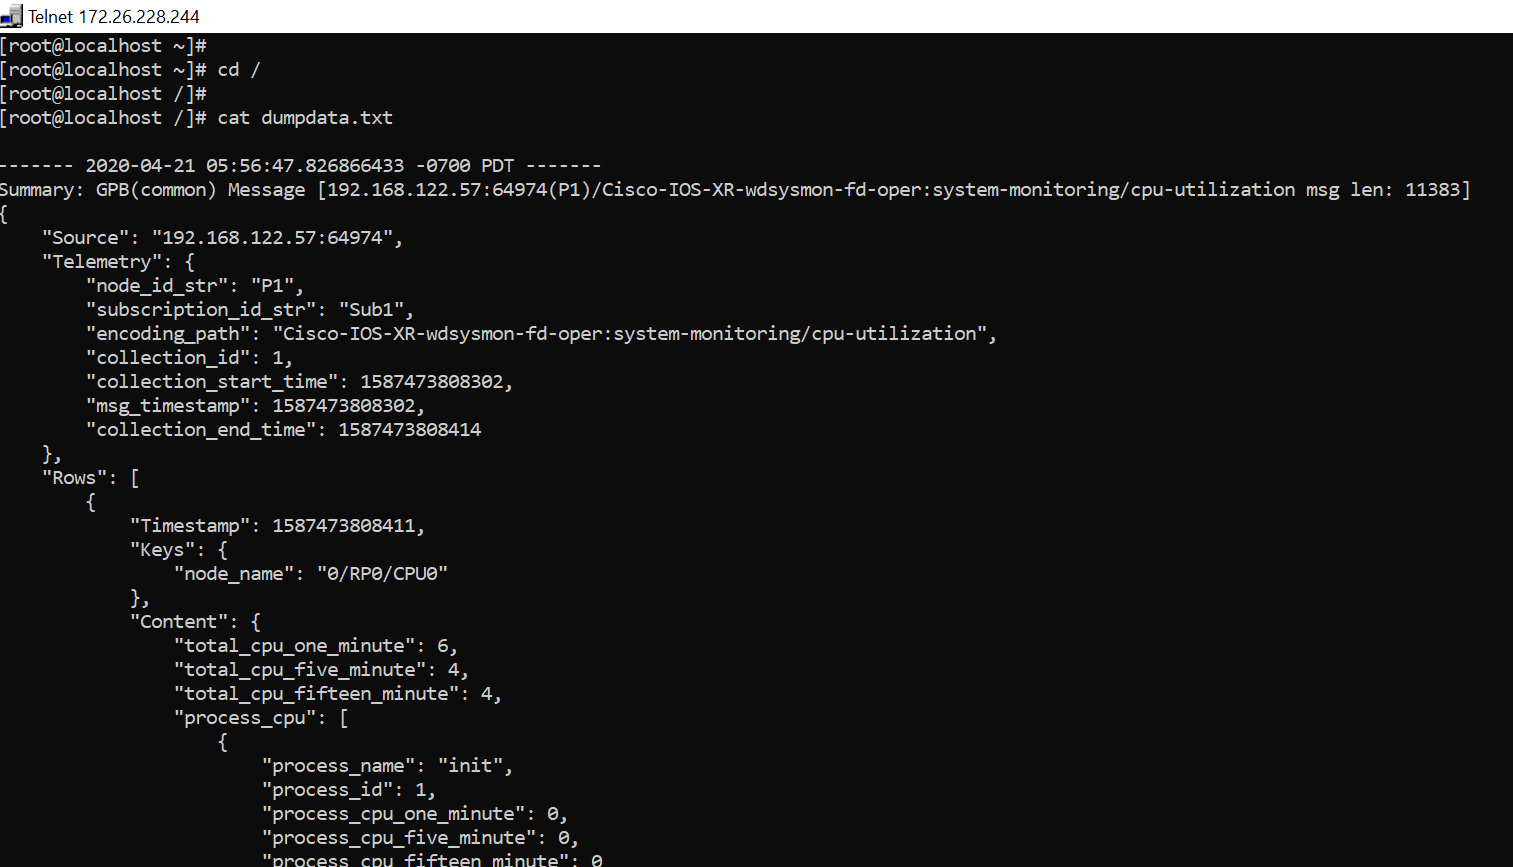 Telnet 172.26.228.244
[root@localhost ~]#
[root@localhost ~]# cd /
[root@localhost /]#
[root@localhost /]# cat dumpdata.txt
------- 2020-04-21 05:56:47.826866433 -0700 PDT -------
Summary: GPB(common) Message [192.168.122.57:64974(P1)/Cisco-IOS-XR-wdsysmon-fd-oper:system-monitoring/cpu-utilization msg len: 11383]
{
    "Source": "192.168.122.57:64974",
    "Telemetry": {
        "node_id_str": "P1",
        "subscription_id_str": "Sub1",
        "encoding_path": "Cisco-IOS-XR-wdsysmon-fd-oper:system-monitoring/cpu-utilization",
        "collection_id": 1,
        "collection_start_time": 1587473808302,
        "msg_timestamp": 1587473808302,
        "collection_end_time": 1587473808414
    },
    "Rows": [
        {
            "Timestamp": 1587473808411,
            "Keys": {
                "node_name": "0/RP0/CPU0"
            },
            "Content": {
                "total_cpu_one_minute": 6,
                "total_cpu_five_minute": 4,
                "total_cpu_fifteen_minute": 4,
                "process_cpu": [
                    {
                        "process_name": "init",
                        "process_id": 1,
                        "process_cpu_one_minute": 0,
                        "process_cpu_five_minute": 0,
                        "process_cpu_fifteen_minute": 0